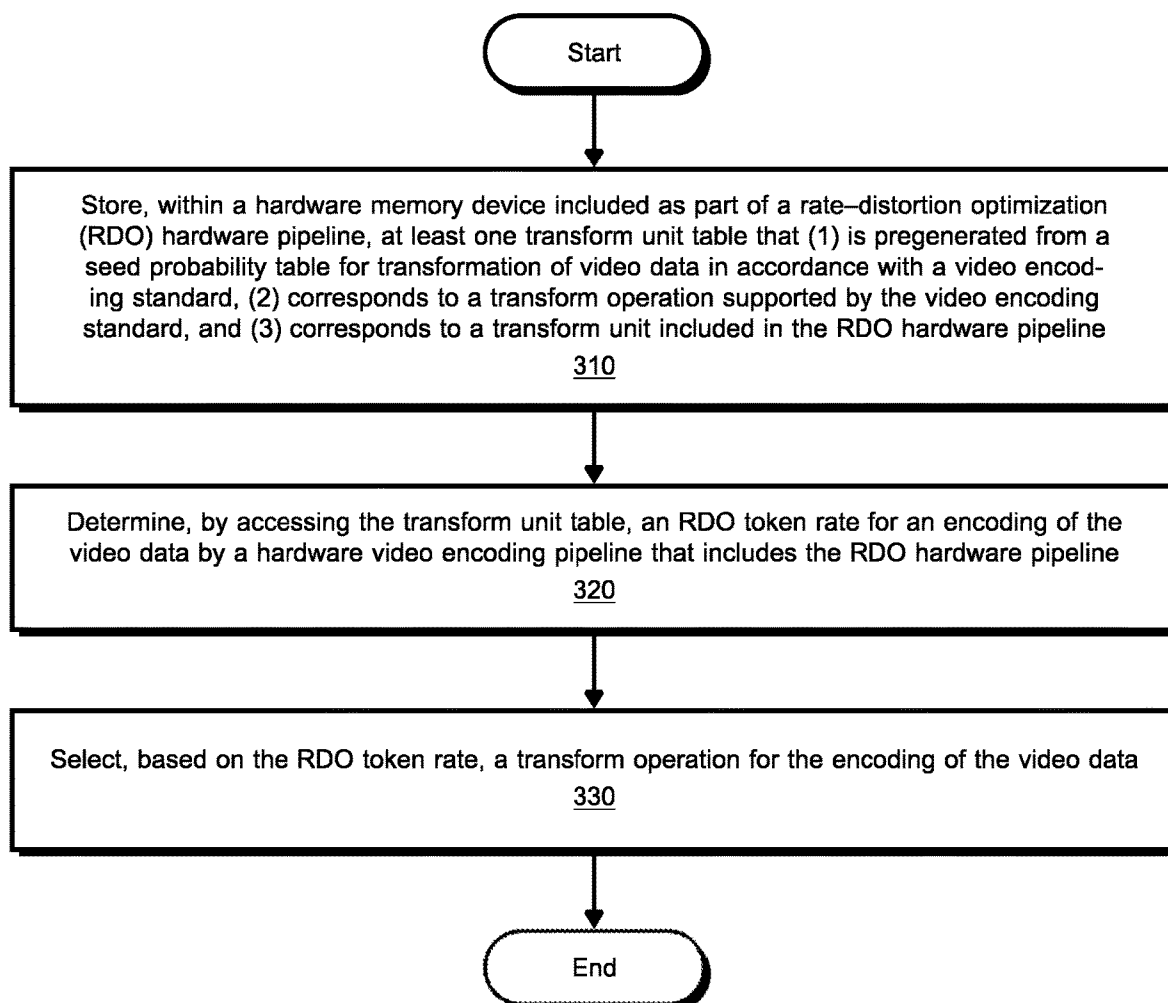 Start
Store, within a hardware memory device included as part of a rate–distortion optimization
(RDO) hardware pipeline, at least one transform unit table that (1) is pregenerated from a
seed probability table for transformation of video data in accordance with a video encod-
ing standard, (2) corresponds to a transform operation supported by the video encoding
standard, and (3) corresponds to a transform unit included in the RDO hardware pipeline
310
Determine, by accessing the transform unit table, an RDO token rate for an encoding of the
video data by a hardware video encoding pipeline that includes the RDO hardware pipeline
320
Select, based on the RDO token rate, a transform operation for the encoding of the video data
330
End